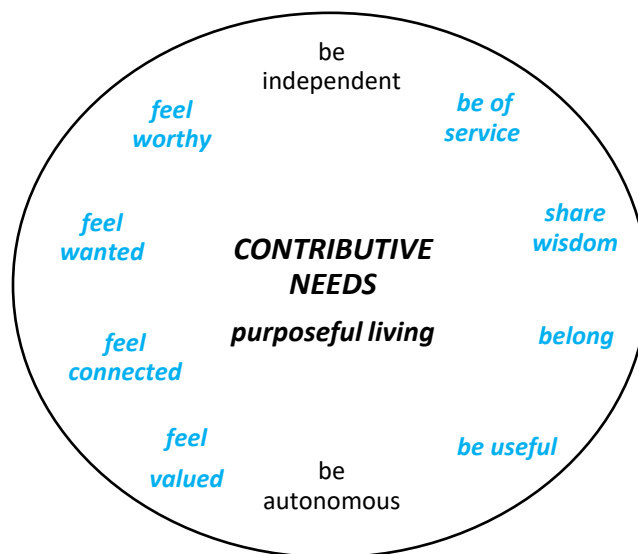 be
independent
feel
worthy
be of
service
feel
wanted
share
wisdom
CONTRIBUTIVE
NEEDS
purposeful living
feel
connected
belong
feel
valued
be useful
be
autonomous